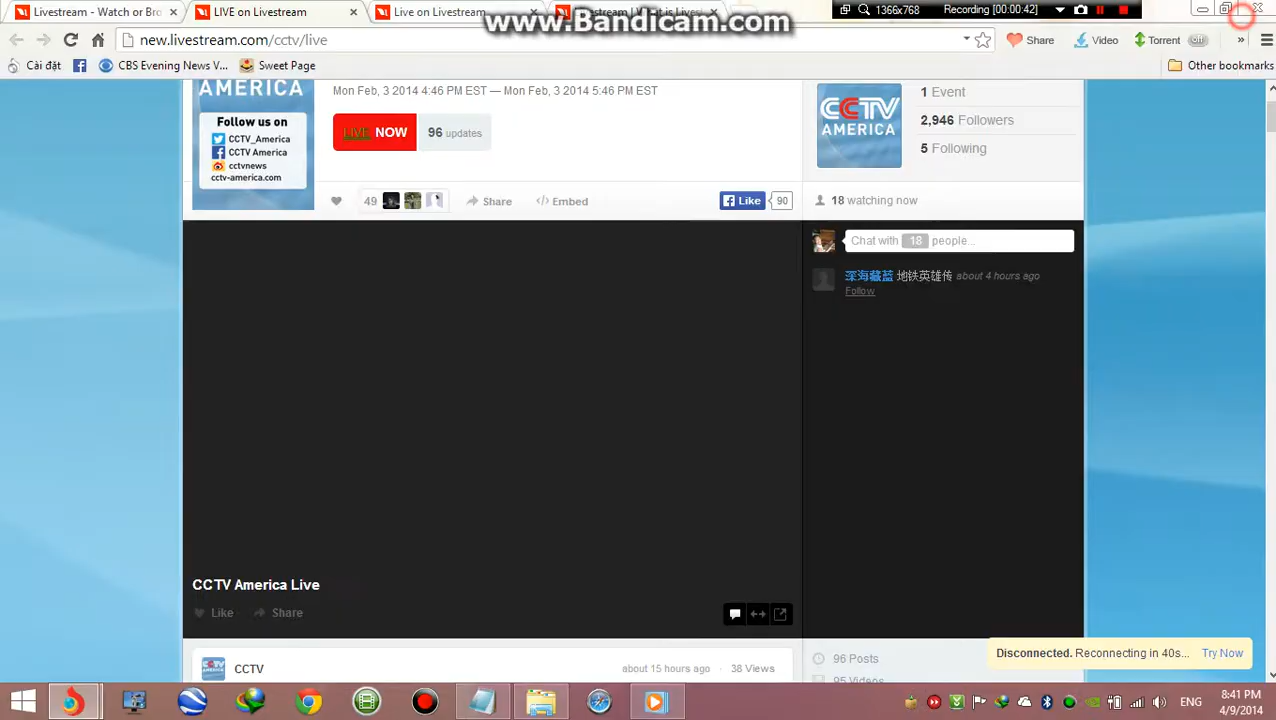 Livestream - Watch or Bro
LIVE on Livestream
Live on Livestream
www.Bandicam.com
1366x768
Recording [00:00:42]
new.livestream.com/cctv/live
Share
Video
Torrent
off
Cài đặt
CBS Evening News V...
Sweet Page
Other bookmarks
AMERICA
Mon Feb, 3 2014 4:46 PM EST — Mon Feb, 3 2014 5:46 PM EST
Follow us on
CCTV_America
CCTV America
cctvnews
cctv-america.com
LIVE NOW
96 updates
CCTV
AMERICA
1 Event
2,946 Followers
5 Following
49
Share
Embed
Like
90
18 watching now
Chat with 18 people...
深海藏蓝 地铁英雄传 about 4 hours ago
Follow
CCTV America Live
Like
Share
CCTV
about 15 hours ago · 38 Views
96 Posts
95 Videos
Disconnected. Reconnecting in 40s... Try Now
ENG
8:41 PM
4/9/2014